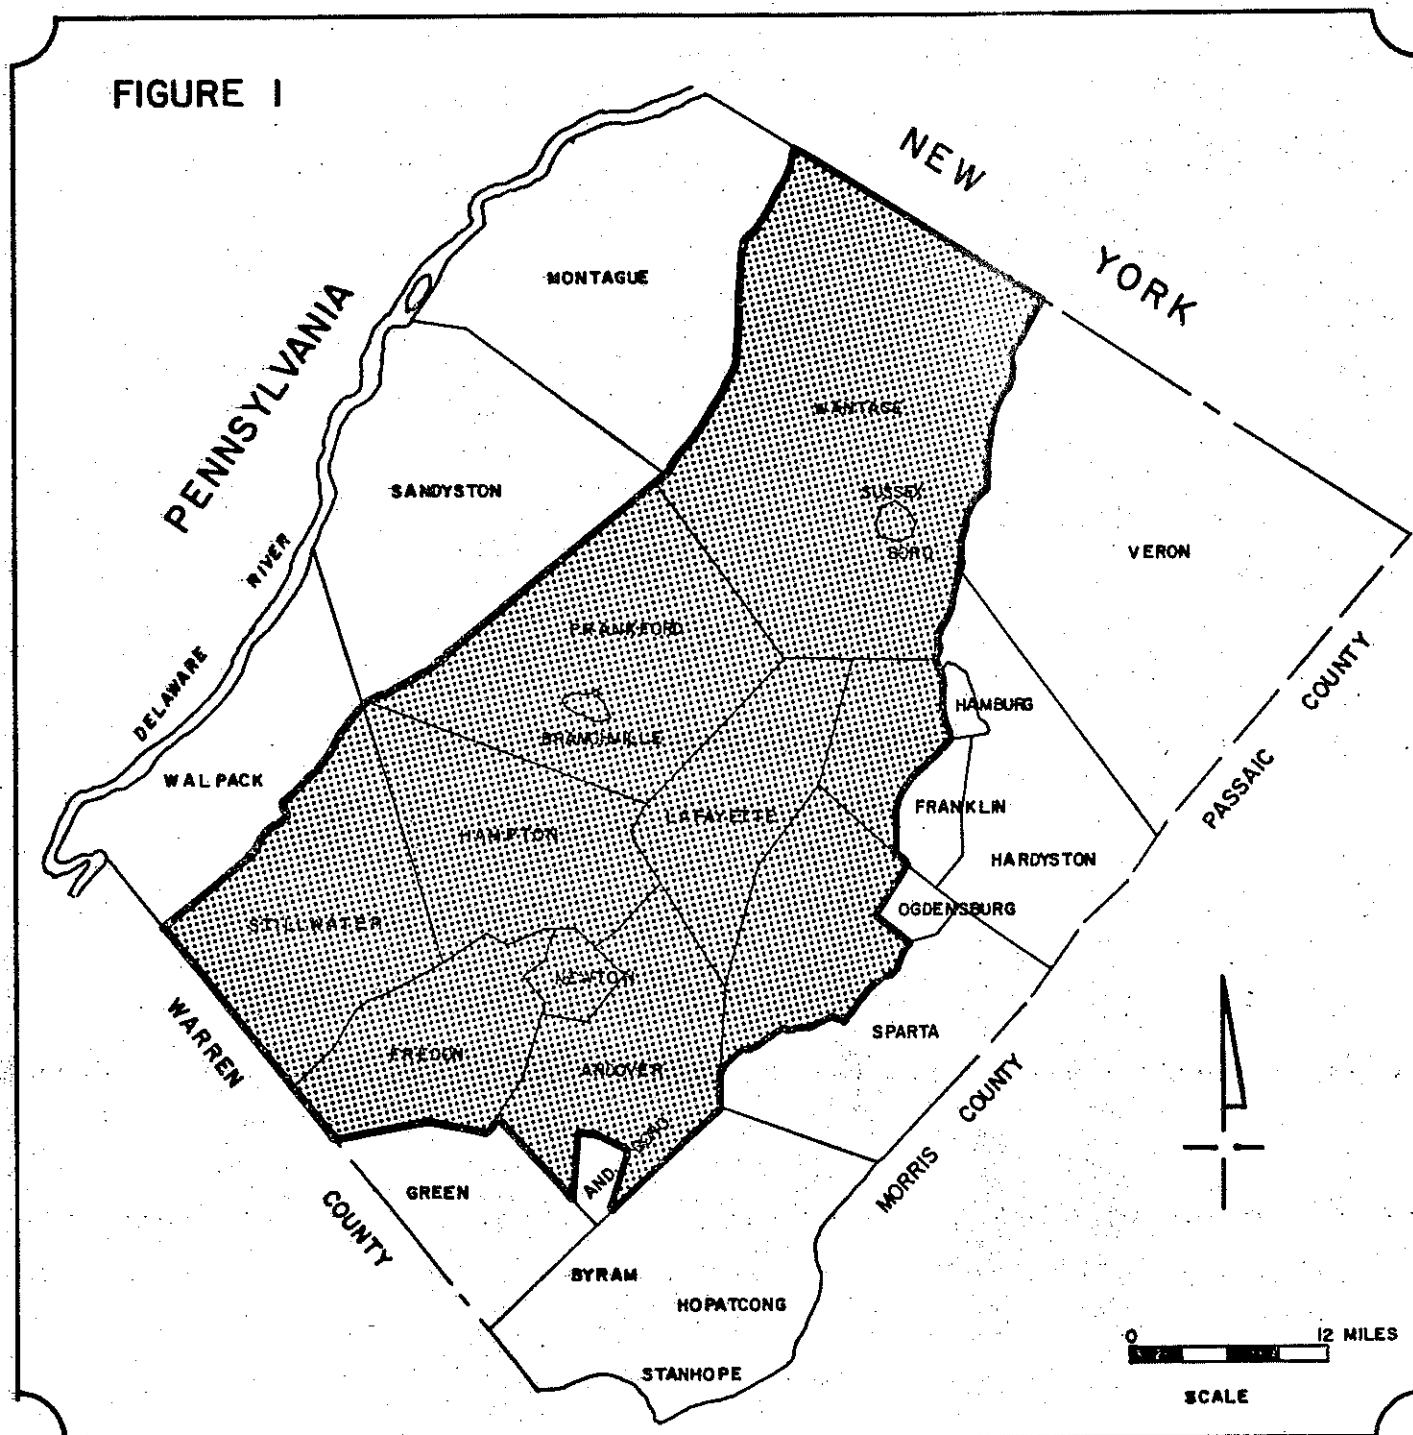 FIGURE 1
NEW
YORK
PENNSYLVANIA
MONTAGUE
WANTAGE
SANDYSTON
SUSSEX
BORO
VERON
RIVER
DELAWARE
FRANKFORD
BRANCHVILLE
HAMBURG
COUNTY
PASSAIC
WALPACK
HAMPTON
LAFAYETTE
FRANKLIN
HARDYSTON
STILLWATER
OGDENSBURG
NEWTON
WARREN
FREDON
ANDOVER
SPARTA
COUNTY
MORRIS
BORO
AND.
GREEN
COUNTY
BYRAM
HOPATCONG
STANHOPE
0 12 MILES
SCALE